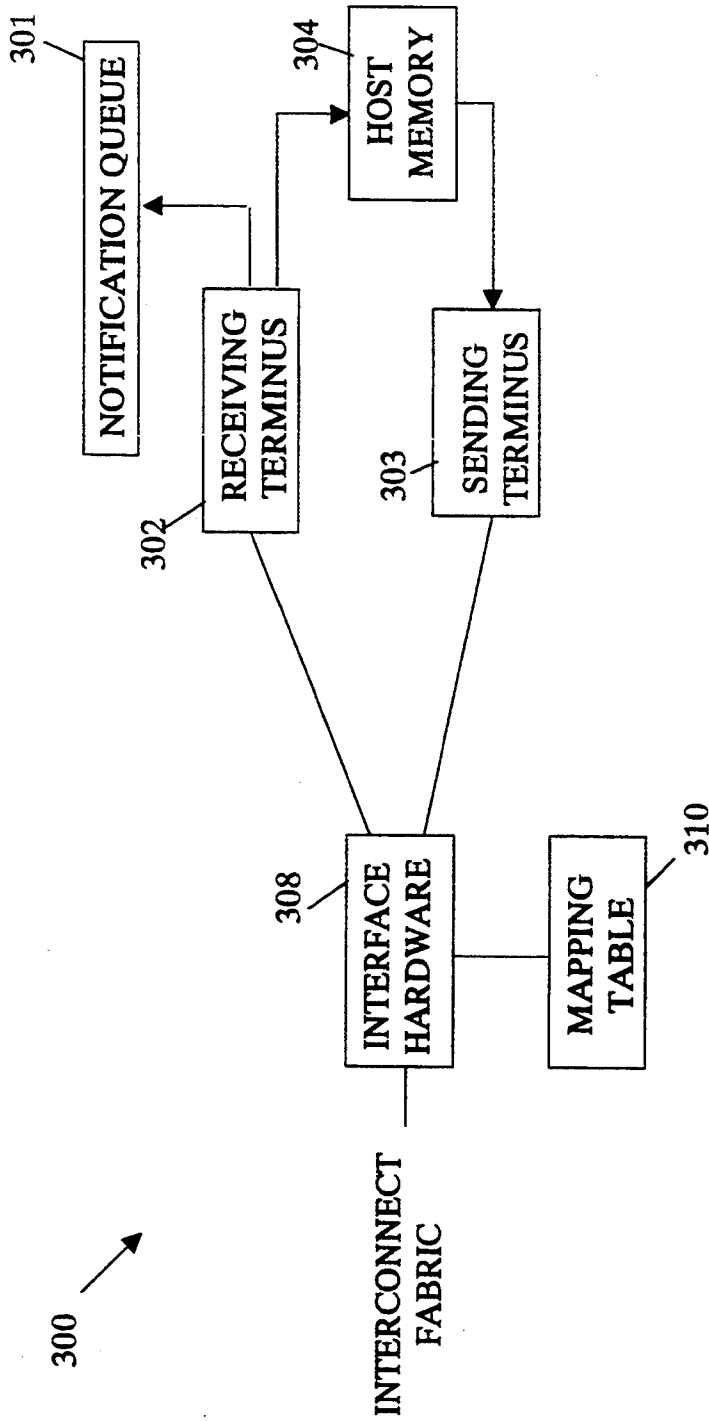 300
301
NOTIFICATION QUEUE
302
RECEIVING
TERMINUS
304
HOST
MEMORY
303
SENDING
TERMINUS
308
INTERFACE
HARDWARE
INTERCONNECT
FABRIC
MAPPING
TABLE
310